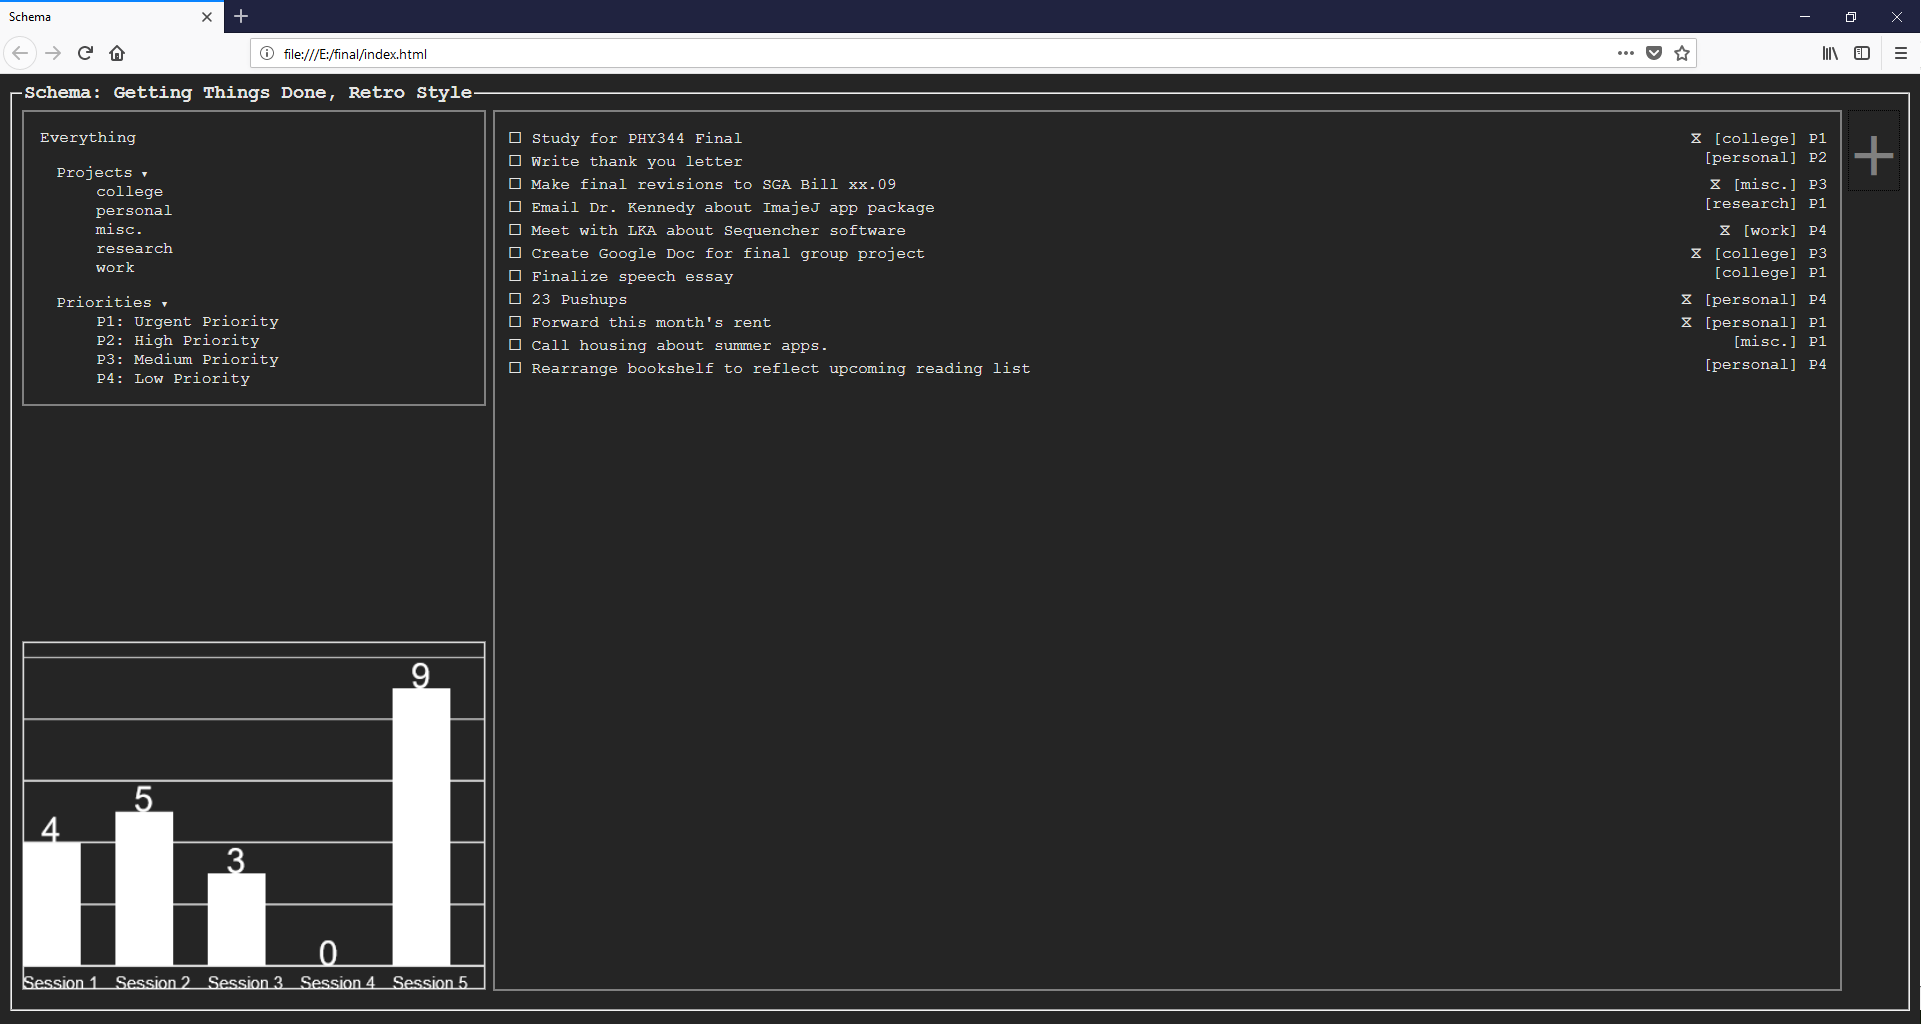 Schema
file:///E:/final/index.html
Schema: Getting Things Done, Retro Style
Everything
Projects ▾
college
personal
misc.
research
work
Priorities ▾
P1: Urgent Priority
P2: High Priority
P3: Medium Priority
P4: Low Priority
Study for PHY344 Final ⧖ [college] P1
Write thank you letter [personal] P2
Make final revisions to SGA Bill xx.09 ⧖ [misc.] P3
Email Dr. Kennedy about ImajeJ app package [research] P1
Meet with LKA about Sequencher software ⧖ [work] P4
Create Google Doc for final group project ⧖ [college] P3
Finalize speech essay [college] P1
23 Pushups ⧖ [personal] P4
Forward this month's rent ⧖ [personal] P1
Call housing about summer apps. [misc.] P1
Rearrange bookshelf to reflect upcoming reading list [personal] P4
4 5 3 0 9
Session 1 Session 2 Session 3 Session 4 Session 5